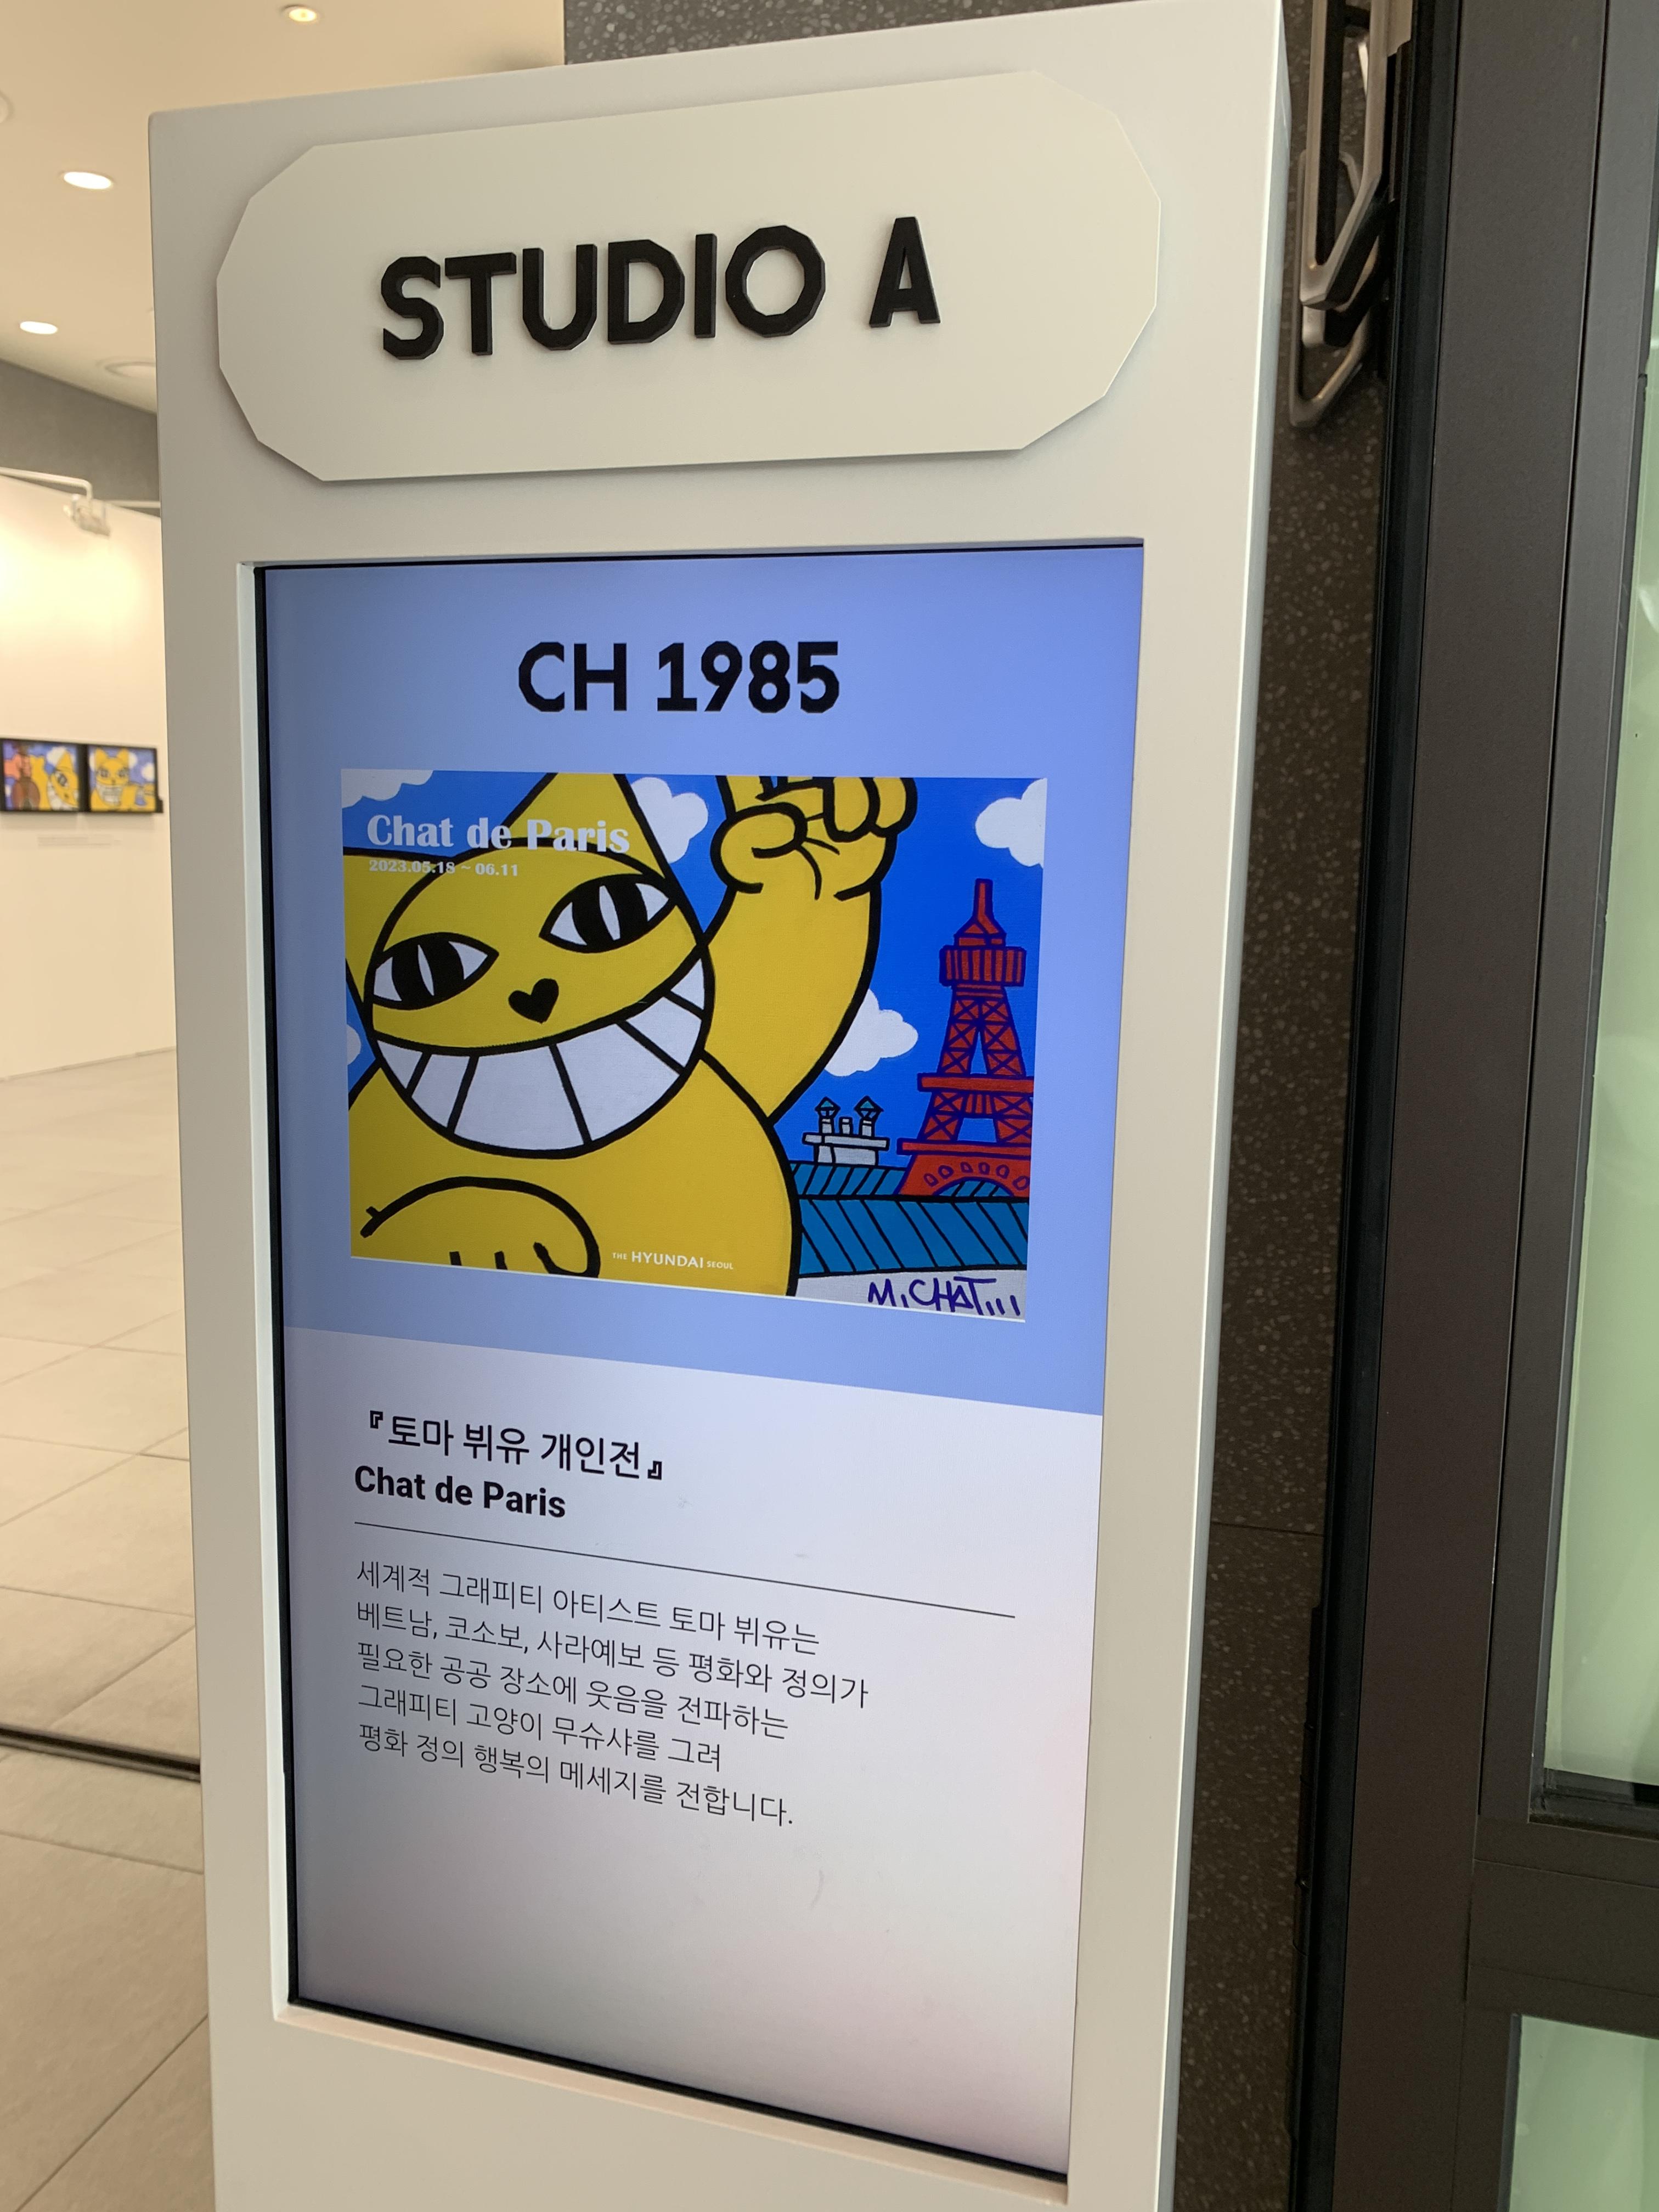 STUDIO A
CH 1985
Chat de Paris
2023.05.18 ~ 06.11
THE HYUNDAI SEOUL
M.CHAT...
『토마 뷔유 개인전』
Chat de Paris
세계적 그래피티 아티스트 토마 뷔유는
베트남, 코소보, 사라예보 등 평화와 정의가
필요한 공공 장소에 웃음을 전파하는
그래피티 고양이 무슈샤를 그려
평화 정의 행복의 메세지를 전합니다.